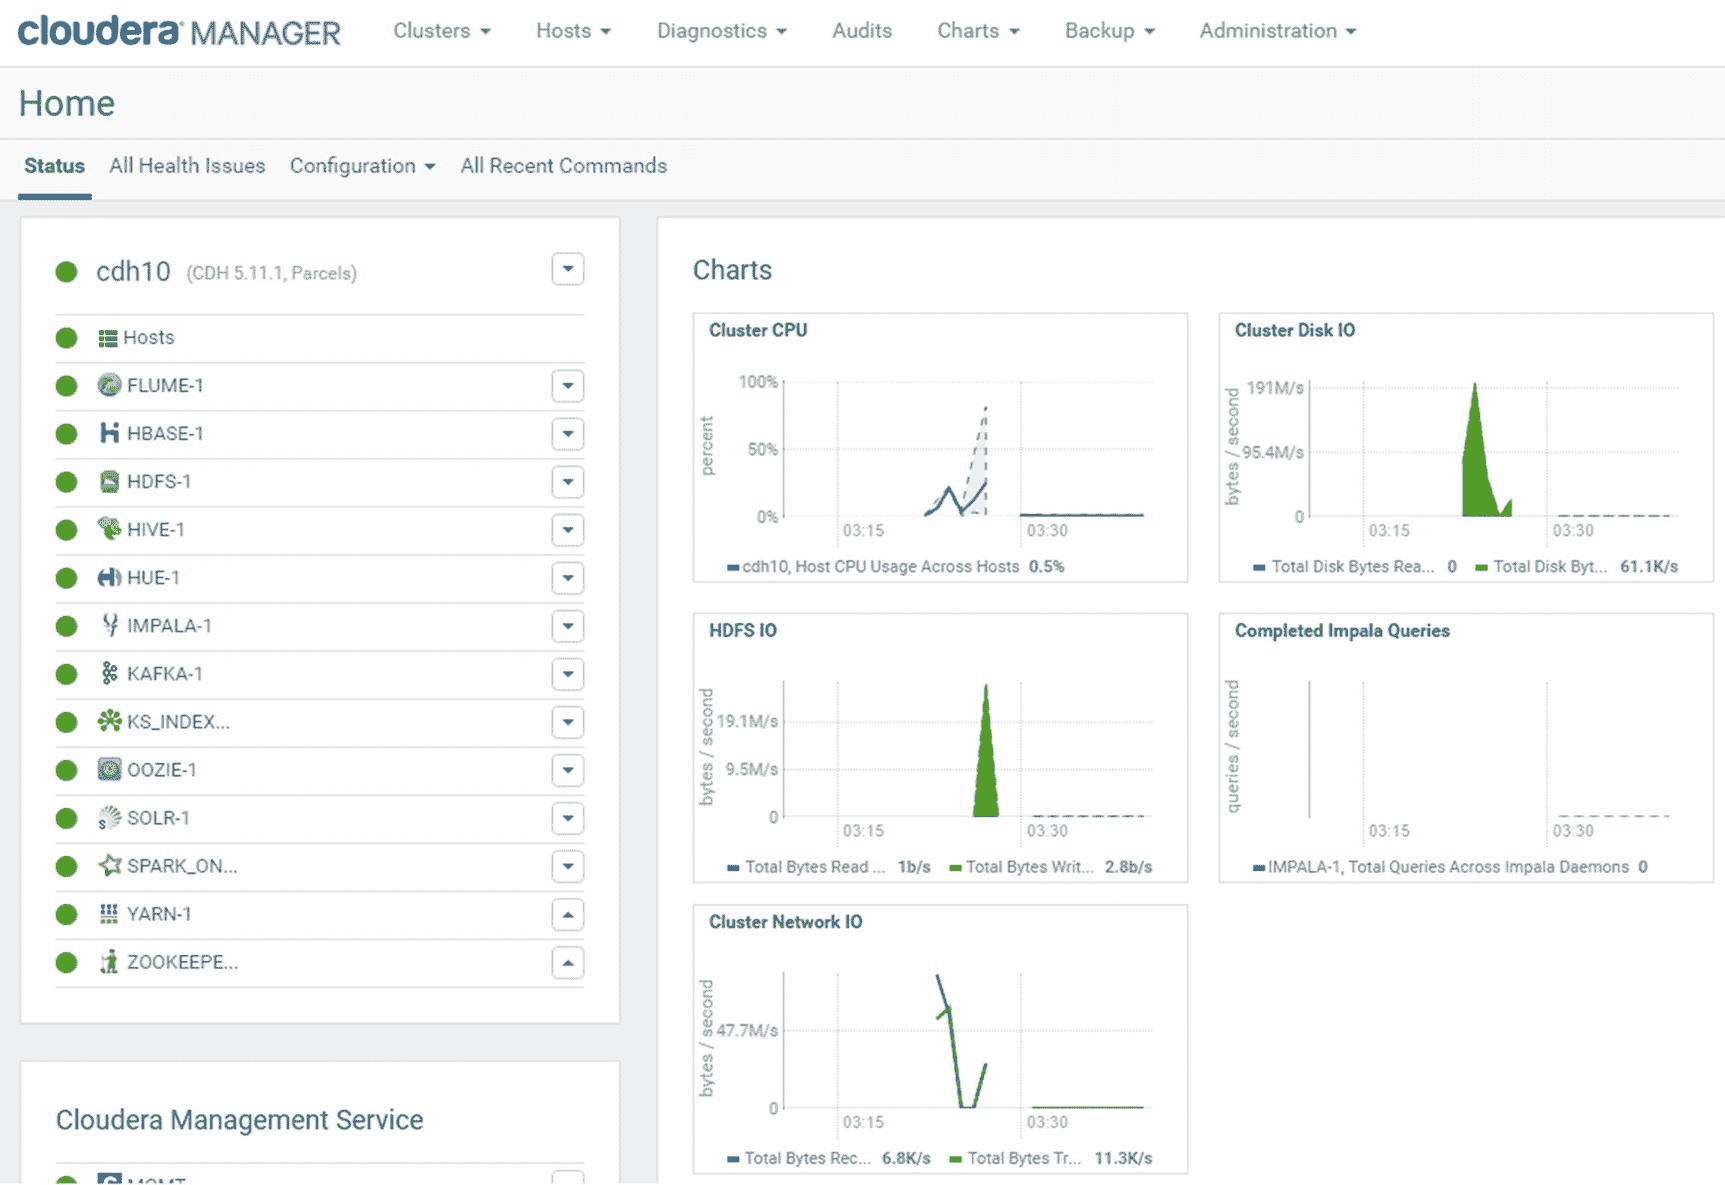 cloudera MANAGER Clusters Hosts Diagnostics Audits Charts Backup Administration
Home
Status All Health Issues Configuration All Recent Commands
cdh10 (CDH 5.11.1, Parcels)
Hosts
FLUME-1
HBASE-1
HDFS-1
HIVE-1
HUE-1
IMPALA-1
KAFKA-1
KS_INDEX...
OOZIE-1
SOLR-1
SPARK_ON...
YARN-1
ZOOKEEPE...
Cloudera Management Service
MGMT
Charts
Cluster CPU
percent
100%
50%
0%
03:15 03:30
cdh10, Host CPU Usage Across Hosts 0.5%
Cluster Disk IO
bytes / second
191M/s
95.4M/s
0
03:15 03:30
Total Disk Bytes Rea... 0 Total Disk Byt... 61.1K/s
HDFS IO
bytes / second
19.1M/s
9.5M/s
0
03:15 03:30
Total Bytes Read ... 1b/s Total Bytes Writ... 2.8b/s
Completed Impala Queries
queries / second
03:15 03:30
IMPALA-1, Total Queries Across Impala Daemons 0
Cluster Network IO
bytes / second
47.7M/s
0
03:15 03:30
Total Bytes Rec... 6.8K/s Total Bytes Tr... 11.3K/s